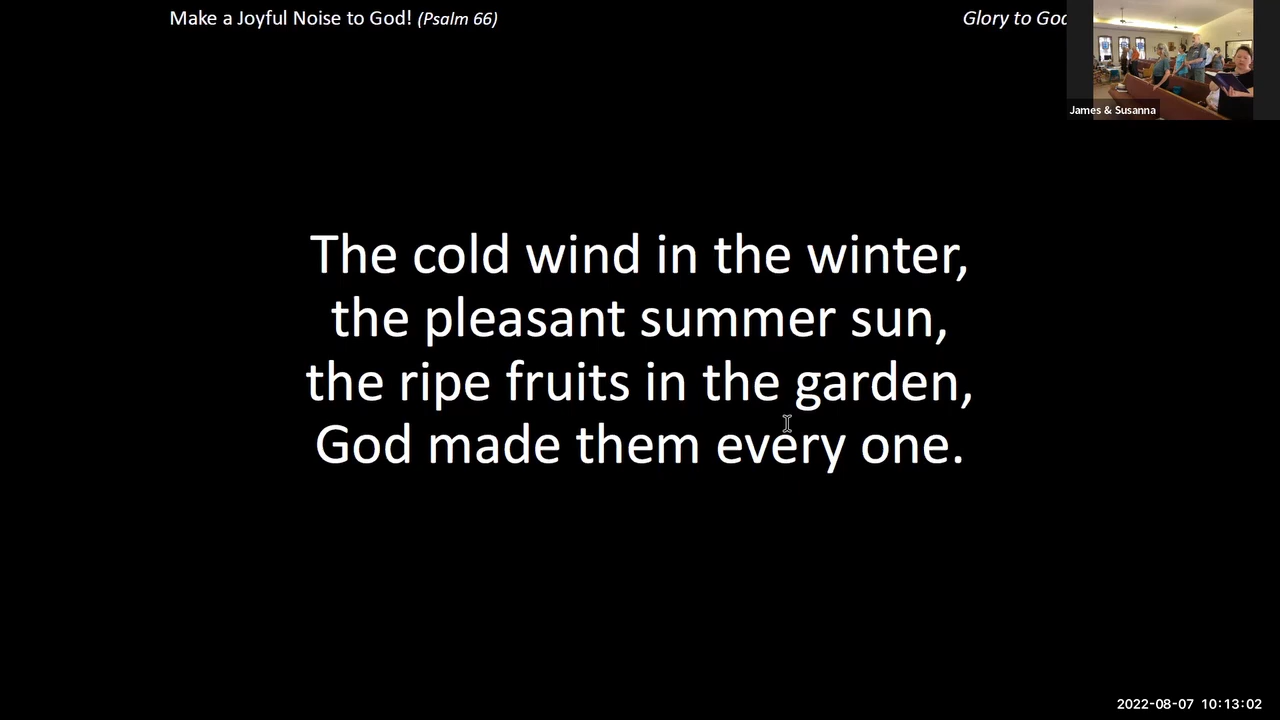 Make a Joyful Noise to God! (Psalm 66)
Glory to God
James & Susanna
The cold wind in the winter,
the pleasant summer sun,
the ripe fruits in the garden,
God made them every one.
2022-08-07 10:13:02